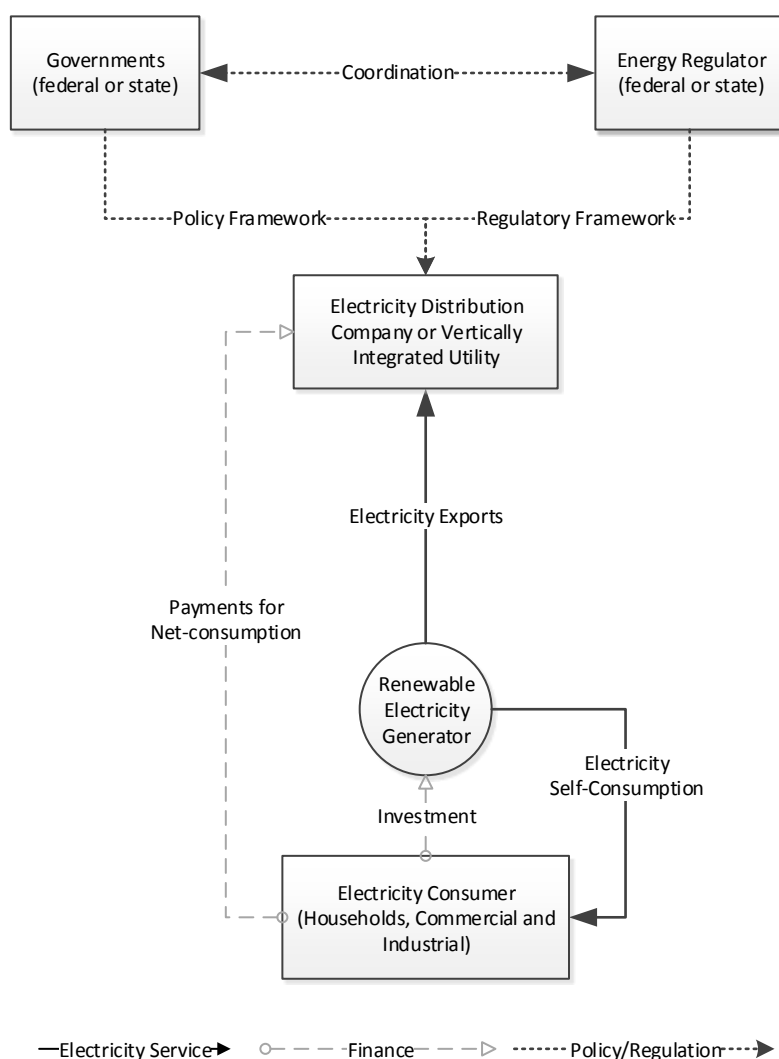 Governments
(federal or state)
Coordination
Energy Regulator
(federal or state)
Policy Framework
Regulatory Framework
Electricity Distribution
Company or Vertically
Integrated Utility
Electricity Exports
Payments for
Net-consumption
Renewable
Electricity
Generator
Electricity
Self-Consumption
Investment
Electricity Consumer
(Households, Commercial and
Industrial)
Electricity Service
Finance
Policy/Regulation